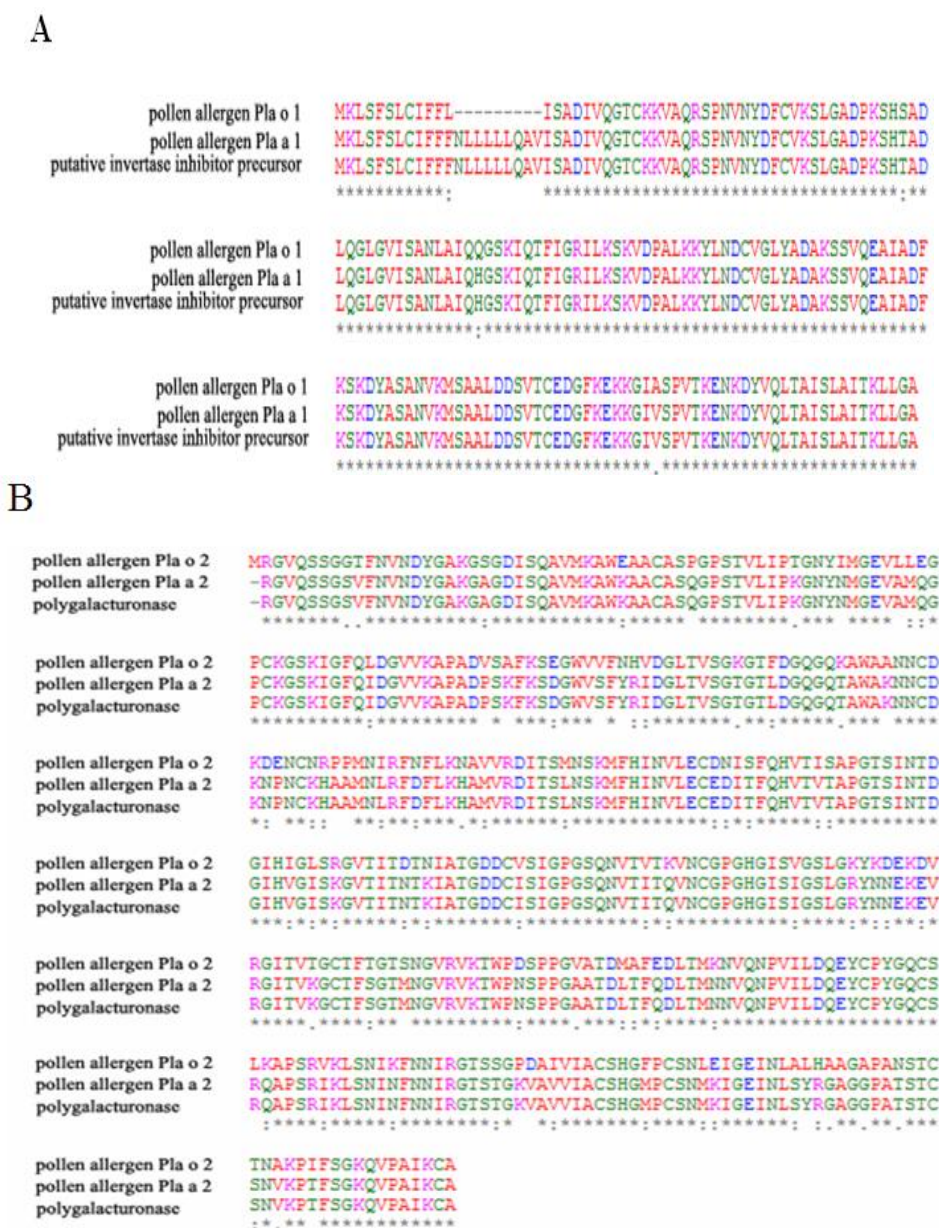 A
pollen allergen Pla o 1 MKLSFSLCIFFL---------ISADIVQGTCKKVAQRSPNVNYDFCVKSLGADPKSHSAD
pollen allergen Pla a 1 MKLSFSLCIFFFNLLLLLQAVISADIVQGTCKKVAQRSPNVNYDFCVKSLGADPKSHTAD
putative invertase inhibitor precursor MKLSFSLCIFFFNLLLLLQAVISADIVQGTCKKVAQRSPNVNYDFCVKSLGADPKSHTAD
***********:         ************************************:**
pollen allergen Pla o 1 LQGLGVISANLAIQQGSKIQTFIGRILKSKVDPALKKYLNDCVGLYADAKSSVQEAIADF
pollen allergen Pla a 1 LQGLGVISANLAIQHGSKIQTFIGRILKSKVDPALKKYLNDCVGLYADAKSSVQEAIADF
putative invertase inhibitor precursor LQGLGVISANLAIQHGSKIQTFIGRILKSKVDPALKKYLNDCVGLYADAKSSVQEAIADF
**************:*********************************************
pollen allergen Pla o 1 KSKDYASANVKMSAALDDSVTCEDGFKEKKGIASPVTKENKDYVQLTAISLAITKLLGA
pollen allergen Pla a 1 KSKDYASANVKMSAALDDSVTCEDGFKEKKGIVSPVTKENKDYVQLTAISLAITKLLGA
putative invertase inhibitor precursor KSKDYASANVKMSAALDDSVTCEDGFKEKKGIVSPVTKENKDYVQLTAISLAITKLLGA
********************************.**************************
B
pollen allergen Pla o 2 MRGVQSSGGTFNVNDYGAKGSGDISQAVMKAWEAACASPGPSTVLIPTGNYIMGEVLLEG
pollen allergen Pla a 2 -RGVQSSGSVFNVNDYGAKGAGDISQAVMKAWKAACASQGPSTVLIPKGNYNMGEVAMQG
polygalacturonase -RGVQSSGSVFNVNDYGAKGAGDISQAVMKAWKAACASQGPSTVLIPKGNYNMGEVAMQG
 *******..**********:***********:***** ********.*** **** ::*
pollen allergen Pla o 2 PCKGSKIGFQLDGVVKAPADVSAFKSEGWVVFNHVDGLTVSGKGTFDGQGQKAWAANNCD
pollen allergen Pla a 2 PCKGSKIGFQIDGVVKAPADPSKFKSDGWVSFYRIDGLTVSGTGTLDGQGQTAWAKNNCD
polygalacturonase PCKGSKIGFQIDGVVKAPADPSKFKSDGWVSFYRIDGLTVSGTGTLDGQGQTAWAKNNCD
**********:********* * ***:*** * ::*******.**:*****.*** ****
pollen allergen Pla o 2 KDENCNRPPMNIRFNFLKNAVVRDITSMNSKMFHINVLECDNISFQHVTISAPGTSINTD
pollen allergen Pla a 2 KNPNCKHAAMNLRFDFLKHAMVRDITSLNSKMFHINVLECEDITFQHVTVTAPGTSINTD
polygalacturonase KNPNCKHAAMNLRFDFLKHAMVRDITSLNSKMFHINVLECEDITFQHVTVTAPGTSINTD
*: **::  **:**:***.*:******:************::*:*****::*********
pollen allergen Pla o 2 GIHIGLSRGVTITDTNIATGDDCVSIGPGSQNVTVTKVNCGPGHGISVGSLGKYKDEKDV
pollen allergen Pla a 2 GIHVGISKGVTITNTKIATGDDCISIGPGSQNVTITQVNCGPGHGISIGSLGRYNNEKEV
polygalacturonase GIHVGISKGVTITNTKIATGDDCISIGPGSQNVTITQVNCGPGHGISIGSLGRYNNEKEV
***:*:*:*****:*:*******:**********:*:**********:****:*::**:*
pollen allergen Pla o 2 RGITVTGCTFTGTSNGVRVKTWPDSPPGVATDMAFEDLTMKNVQNPVILDQEYCPYGQCS
pollen allergen Pla a 2 RGITVKGCTFSGTMNGVRVKTWPNSPPGAATDLTFQDLTMNNVQNPVILDQEYCPYGQCS
polygalacturonase RGITVKGCTFSGTMNGVRVKTWPNSPPGAATDLTFQDLTMNNVQNPVILDQEYCPYGQCS
*****.****:** *********:****.***::*:****:*******************
pollen allergen Pla o 2 LKAPSRVKLSNIKFNNIRGTSSGPDAIVIACSHGFPCSNLEIGEINLALHAAGAPANSTC
pollen allergen Pla a 2 RQAPSRIKLSNINFNNIRGTSTGKVAVVIACSHGMPCSNMKIGEINLSYRGAGGPATSTC
polygalacturonase RQAPSRIKLSNINFNNIRGTSTGKVAVVIACSHGMPCSNMKIGEINLSYRGAGGPATSTC
 :****:*****:********:*  *:*******:****::******: :.**.**.***
pollen allergen Pla o 2 TNAKPIFSGKQVPAIKCA
pollen allergen Pla a 2 SNVKPTFSGKQVPAIKCA
polygalacturonase SNVKPTFSGKQVPAIKCA
:*.** ************